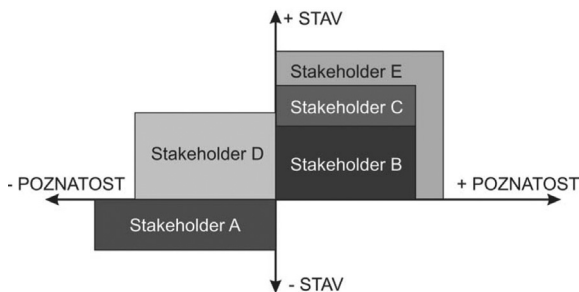 + STAV
Stakeholder E
Stakeholder C
Stakeholder D
Stakeholder B
- POZNATOST
+ POZNATOST
Stakeholder A
- STAV